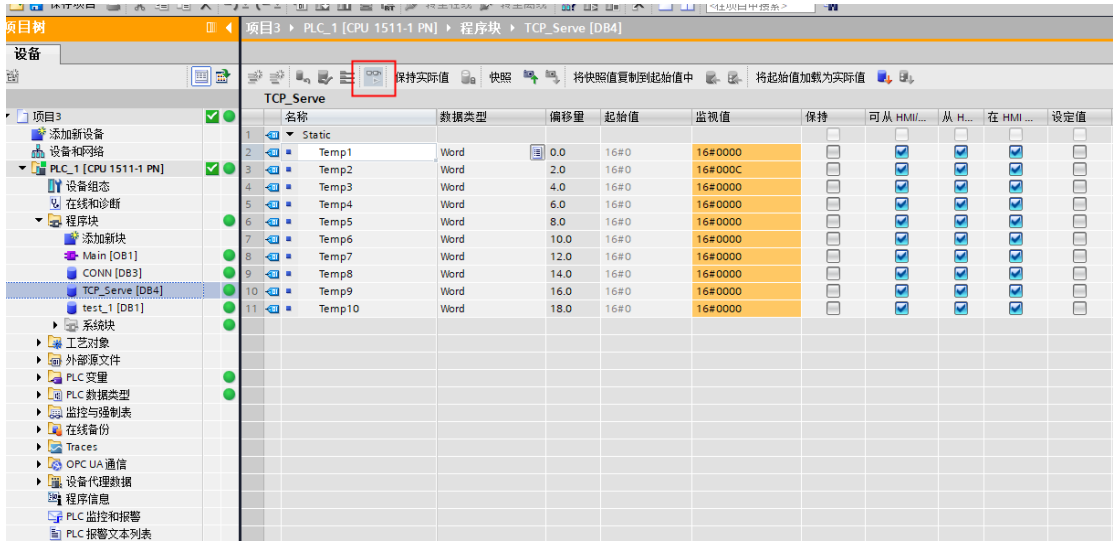 保存项目
<在项目中搜索>
项目树
项目3 ▸ PLC_1 [CPU 1511-1 PN] ▸ 程序块 ▸ TCP_Serve [DB4]
设备
保持实际值 快照 将快照值复制到起始值中 将起始值加载为实际值
TCP_Serve
名称 数据类型 偏移量 起始值 监视值 保持 可从 HMI/... 从 H... 在 HMI ... 设定值
1 Static
2 Temp1 Word 0.0 16#0 16#0000
3 Temp2 Word 2.0 16#0 16#000C
4 Temp3 Word 4.0 16#0 16#0000
5 Temp4 Word 6.0 16#0 16#0000
6 Temp5 Word 8.0 16#0 16#0000
7 Temp6 Word 10.0 16#0 16#0000
8 Temp7 Word 12.0 16#0 16#0000
9 Temp8 Word 14.0 16#0 16#0000
10 Temp9 Word 16.0 16#0 16#0000
11 Temp10 Word 18.0 16#0 16#0000
项目3
添加新设备
设备和网络
PLC_1 [CPU 1511-1 PN]
设备组态
在线和诊断
程序块
添加新块
Main [OB1]
CONN [DB3]
TCP_Serve [DB4]
test_1 [DB1]
系统块
工艺对象
外部源文件
PLC 变量
PLC 数据类型
监控与强制表
在线备份
Traces
OPC UA 通信
设备代理数据
程序信息
PLC 监控和报警
PLC 报警文本列表